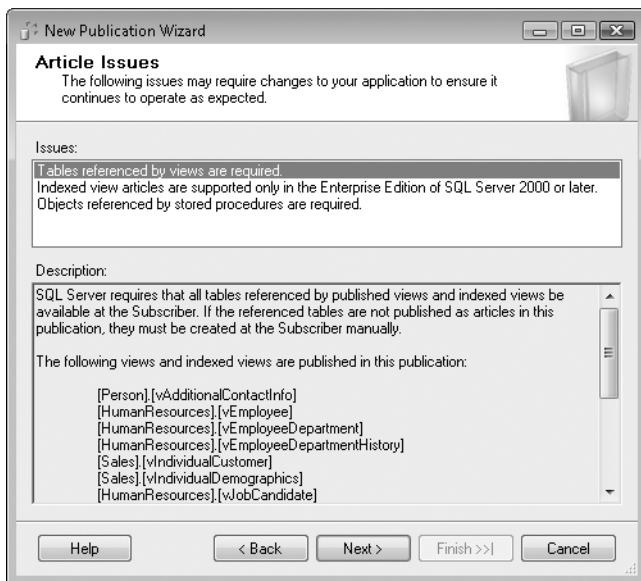 New Publication Wizard
Article Issues
The following issues may require changes to your application to ensure it
continues to operate as expected.
Issues:
Tables referenced by views are required.
Indexed view articles are supported only in the Enterprise Edition of SQL Server 2000 or later.
Objects referenced by stored procedures are required.
Description:
SQL Server requires that all tables referenced by published views and indexed views be
available at the Subscriber. If the referenced tables are not published as articles in this
publication, they must be created at the Subscriber manually.
The following views and indexed views are published in this publication:
[Person].[vAdditionalContactInfo]
[HumanResources].[vEmployee]
[HumanResources].[vEmployeeDepartment]
[HumanResources].[vEmployeeDepartmentHistory]
[Sales].[vIndividualCustomer]
[Sales].[vIndividualDemographics]
[HumanResources].[vJobCandidate]
Help
< Back
Next >
Finish >>|
Cancel